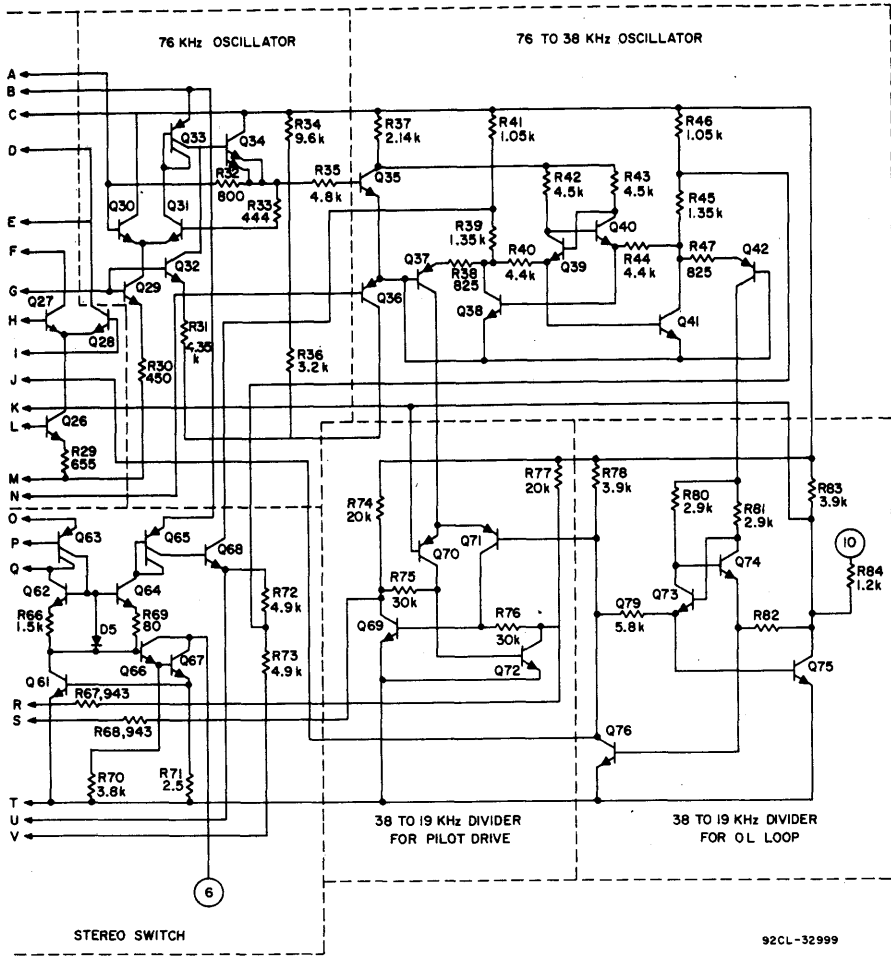 76 KHz OSCILLATOR
76 TO 38 KHz OSCILLATOR
A
B
C
D
E
F
G
H
I
J
K
L
M
N
O
P
Q
R
S
T
U
V
Q33
Q34
R34
9.6k
R37
2.14k
R41
1.05k
R46
1.05k
R32
800
R35
4.8k
Q35
R42
4.5k
R43
4.5k
Q30
Q31
R33
444
R39
1.35k
Q40
R45
1.35k
Q37
R40
4.4k
Q39
R44
4.4k
R47
825
Q42
Q32
R38
825
Q27
Q29
Q36
Q38
Q41
Q28
R31
4.35
k
R30
450
R36
3.2k
Q26
R29
655
R74
20k
R77
20k
R78
3.9k
R80
2.9k
R81
2.9k
R83
3.9k
Q63
Q65
Q68
Q70
Q71
Q74
10
R84
1.2k
Q62
Q64
R72
4.9k
R75
30k
Q73
Q79
5.8k
R82
R66
1.5k
D5
R69
80
Q69
R76
30k
Q66
Q67
R73
4.9k
Q72
Q75
Q61
R67,943
R68,943
Q76
R70
3.8k
R71
2.5
38 TO 19 KHz DIVIDER
FOR PILOT DRIVE
38 TO 19 KHz DIVIDER
FOR OL LOOP
6
STEREO SWITCH
92CL-32999